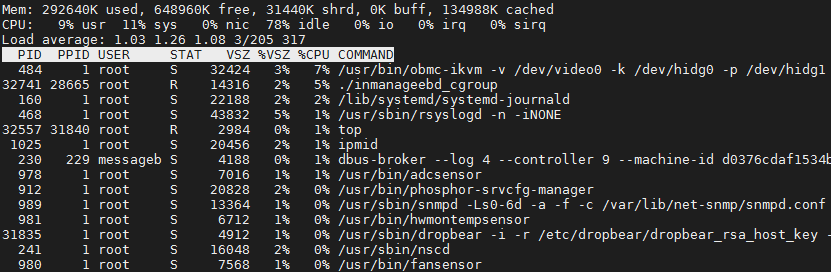 Mem: 292640K used, 648960K free, 31440K shrd, 0K buff, 134988K cached
CPU:   9% usr  11% sys   0% nic  78% idle   0% io   0% irq   0% sirq
Load average: 1.03 1.26 1.08 3/205 317
  PID  PPID USER     STAT   VSZ %VSZ %CPU COMMAND
  484     1 root     S    32424   3%   7% /usr/bin/obmc-ikvm -v /dev/video0 -k /dev/hidg0 -p /dev/hidg1
32741 28665 root     R    14316   2%   5% ./inmanageebd_cgroup
  160     1 root     S    22188   2%   2% /lib/systemd/systemd-journald
  468     1 root     S    43832   5%   1% /usr/sbin/rsyslogd -n -iNONE
32557 31840 root     R     2984   0%   1% top
 1025     1 root     S    20456   2%   1% ipmid
  230   229 messageb S     4188   0%   1% dbus-broker --log 4 --controller 9 --machine-id d0376cdaf1534b
  978     1 root     S     7016   1%   1% /usr/bin/adcsensor
  912     1 root     S    20828   2%   0% /usr/bin/phosphor-srvcfg-manager
  989     1 root     S    13364   1%   0% /usr/sbin/snmpd -Ls0-6d -a -f -c /var/lib/net-snmp/snmpd.conf
  981     1 root     S     6712   1%   0% /usr/bin/hwmontempsensor
31835     1 root     S     4912   1%   0% /usr/sbin/dropbear -i -r /etc/dropbear/dropbear_rsa_host_key -
  241     1 root     S    16048   2%   0% /usr/sbin/nscd
  980     1 root     S     7568   1%   0% /usr/bin/fansensor